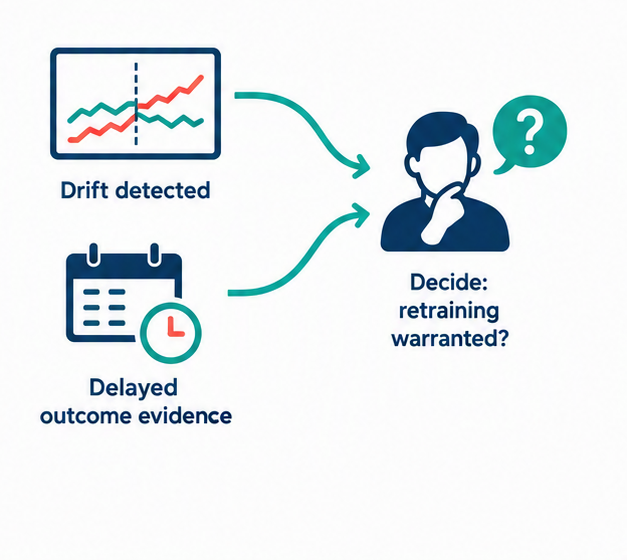 Drift detected
?
Decide:
retraining
warranted?
Delayed
outcome evidence